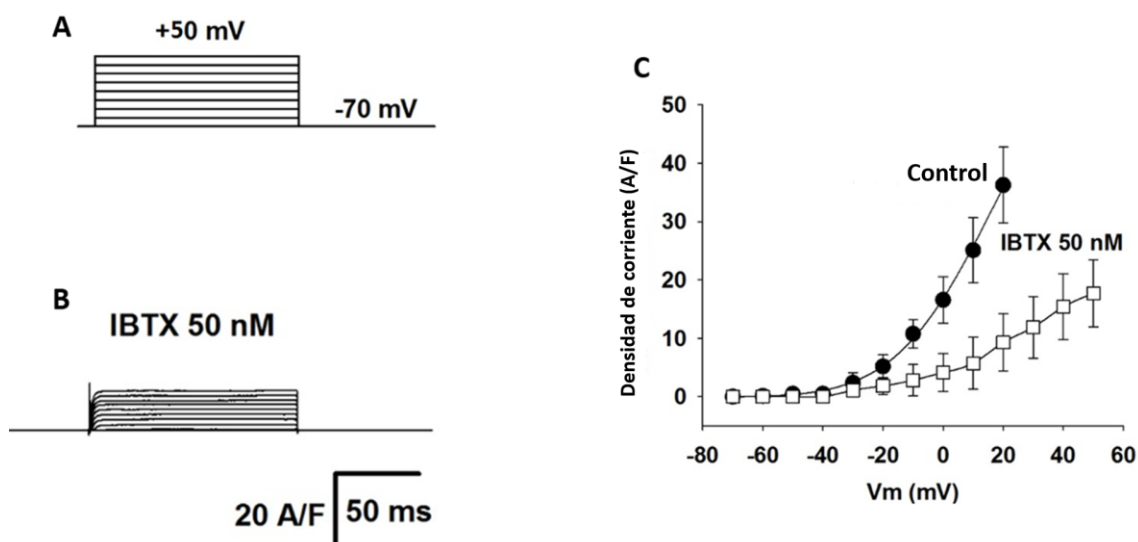 A
+50 mV
-70 mV
B
IBTX 50 nM
20 A/F
50 ms
C
Densidad de corriente (A/F)
50
40
30
20
10
0
Control
IBTX 50 nM
-80 -60 -40 -20 0 20 40 60
Vm (mV)